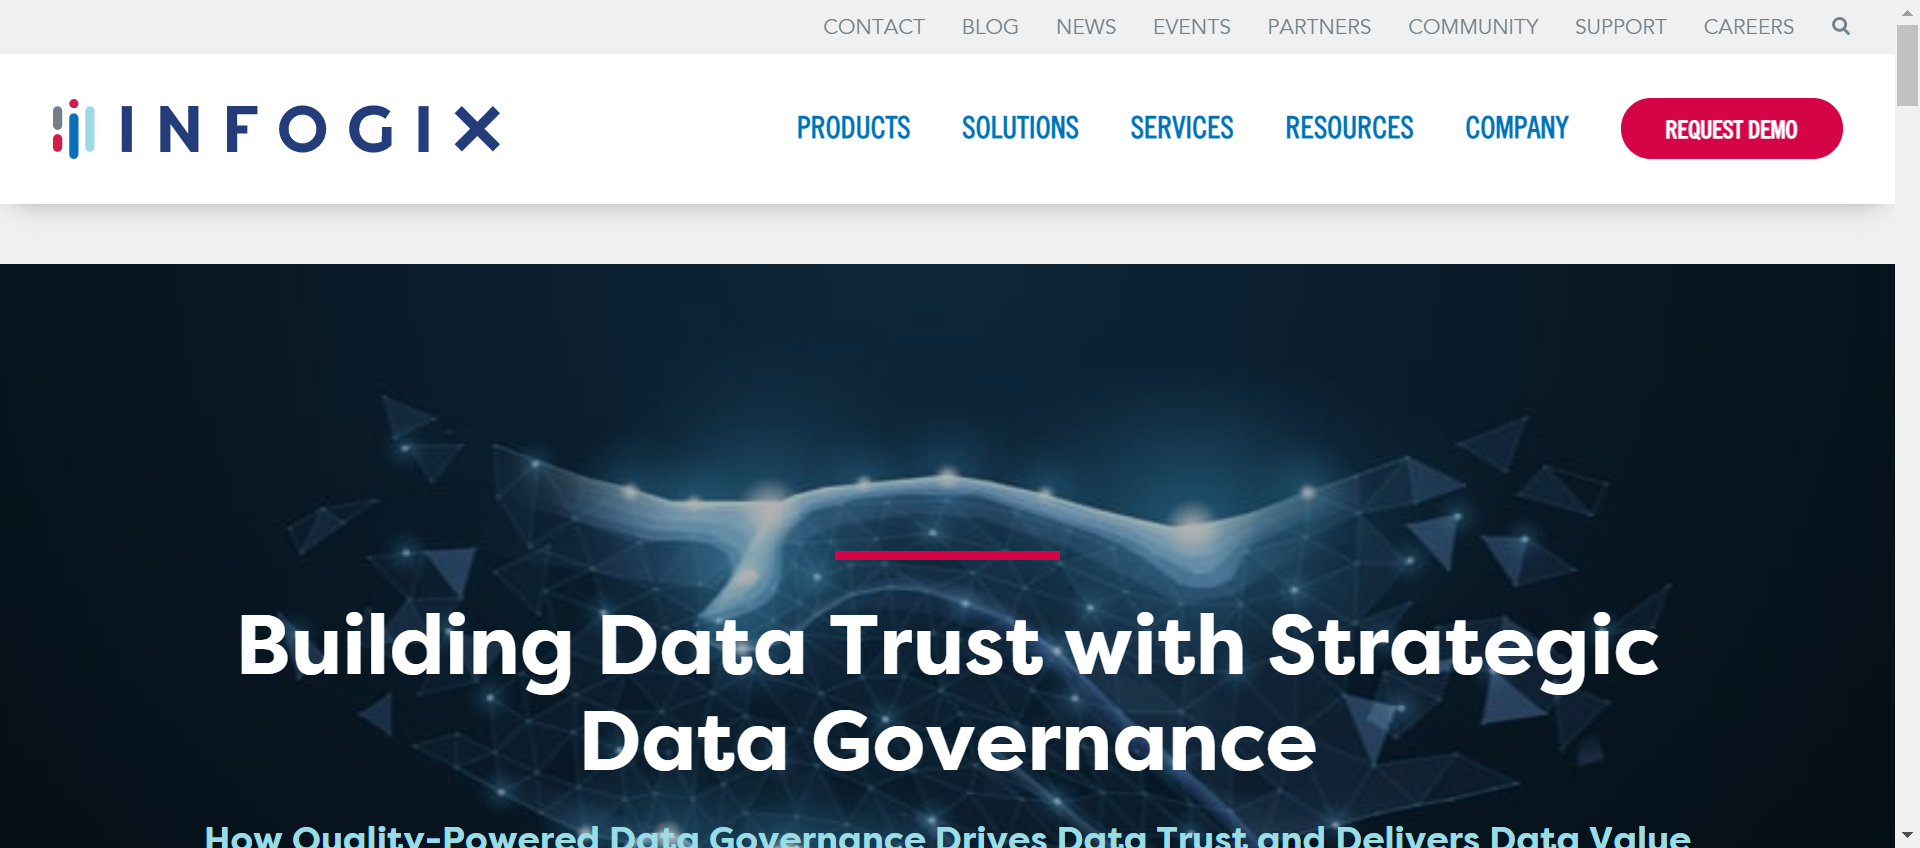 CONTACT BLOG NEWS EVENTS PARTNERS COMMUNITY SUPPORT CAREERS
INFOGIX
PRODUCTS SOLUTIONS SERVICES RESOURCES COMPANY REQUEST DEMO
Building Data Trust with Strategic
Data Governance
How Quality-Powered Data Governance Drives Data Trust and Delivers Data Value